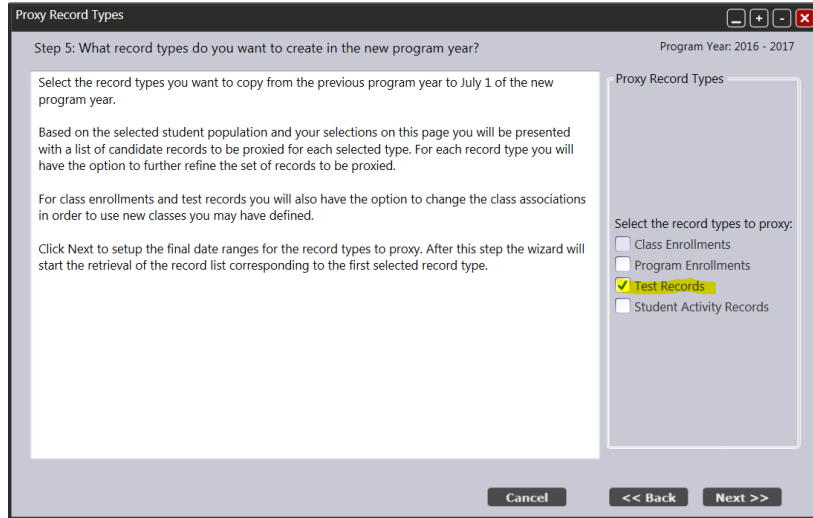 Proxy Record Types
Step 5: What record types do you want to create in the new program year?
Program Year: 2016 - 2017
Select the record types you want to copy from the previous program year to July 1 of the new
program year.
Based on the selected student population and your selections on this page you will be presented
with a list of candidate records to be proxied for each selected type. For each record type you will
have the option to further refine the set of records to be proxied.
For class enrollments and test records you will also have the option to change the class associations
in order to use new classes you may have defined.
Click Next to setup the final date ranges for the record types to proxy. After this step the wizard will
start the retrieval of the record list corresponding to the first selected record type.
Proxy Record Types
Select the record types to proxy:
Class Enrollments
Program Enrollments
Test Records
Student Activity Records
Cancel
<< Back
Next >>